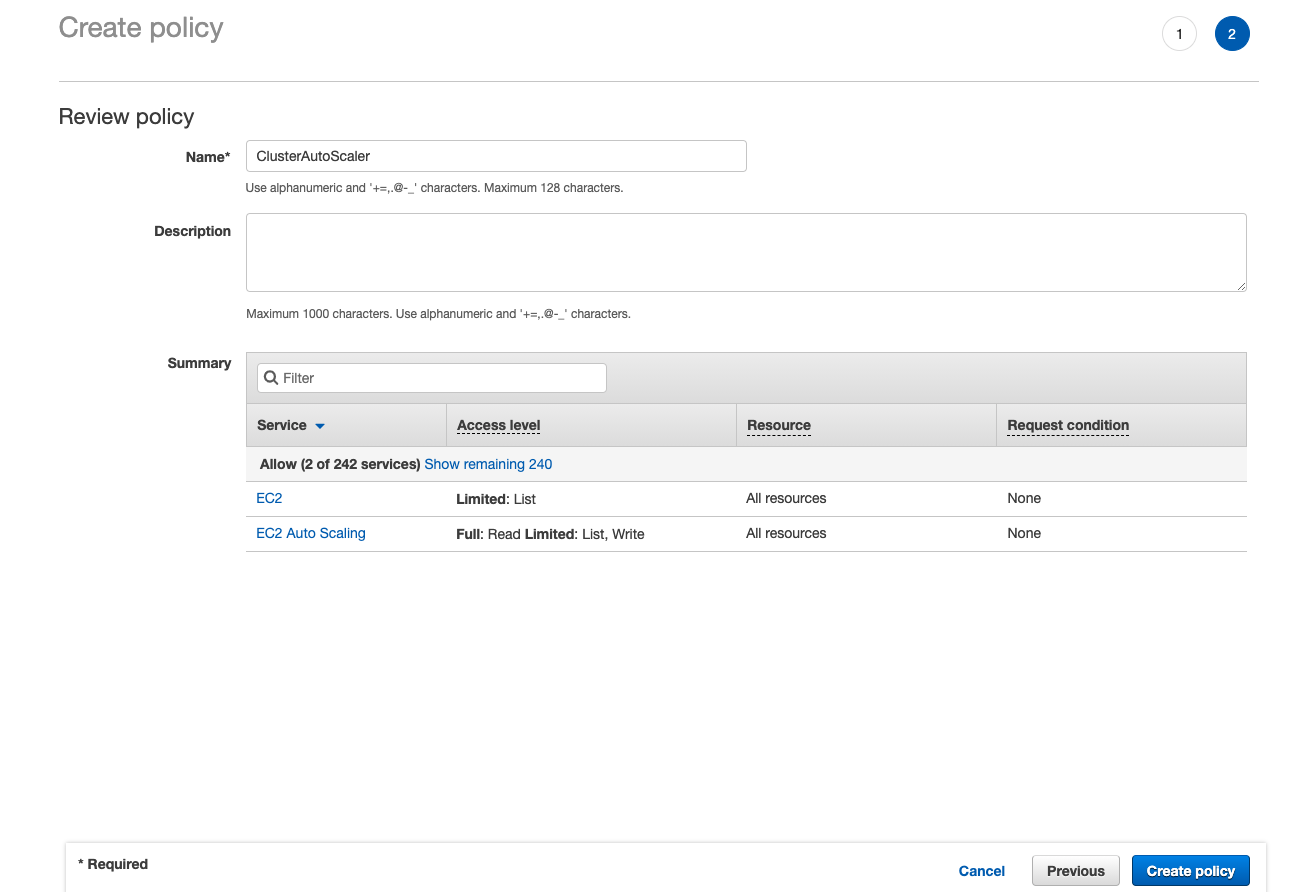 Create policy
1 2
Review policy
Name* ClusterAutoScaler
Use alphanumeric and '+=,.@-_' characters. Maximum 128 characters.
Description
Maximum 1000 characters. Use alphanumeric and '+=,.@-_' characters.
Summary
Filter
Service Access level Resource Request condition
Allow (2 of 242 services) Show remaining 240
EC2 Limited: List All resources None
EC2 Auto Scaling Full: Read Limited: List, Write All resources None
* Required
Cancel Previous Create policy